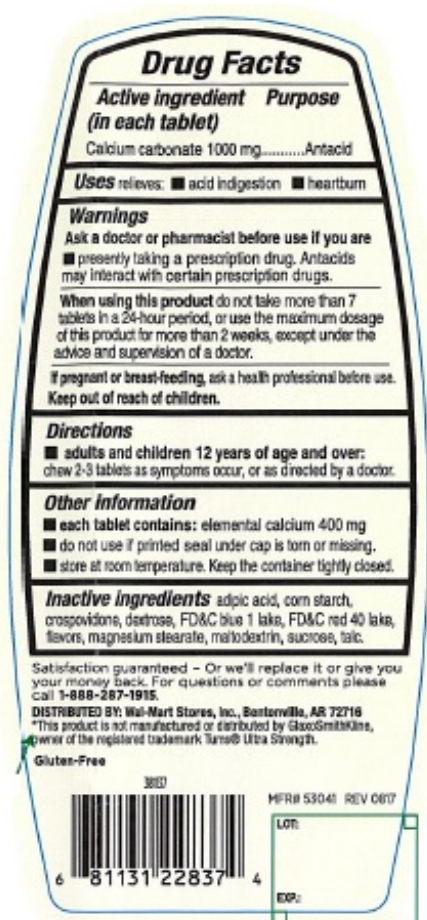 Drug Facts
Active ingredient Purpose
(in each tablet)
Calcium carbonate 1000 mg...........Antacid
Uses relieves: ■ acid indigestion ■ heartburn
Warnings
Ask a doctor or pharmacist before use if you are
■ presently taking a prescription drug. Antacids
may interact with certain prescription drugs.
When using this product do not take more than 7
tablets in a 24-hour period, or use the maximum dosage
of this product for more than 2 weeks, except under the
advice and supervision of a doctor.
If pregnant or breast-feeding, ask a health professional before use.
Keep out of reach of children.
Directions
■ adults and children 12 years of age and over:
chew 2-3 tablets as symptoms occur, or as directed by a doctor.
Other information
■ each tablet contains: elemental calcium 400 mg
■ do not use if printed seal under cap is torn or missing.
■ store at room temperature. Keep the container tightly closed.
Inactive ingredients adipic acid, corn starch,
crospovidone, dextrose, FD&C blue 1 lake, FD&C red 40 lake,
flavors, magnesium stearate, maltodextrin, sucrose, talc.
Satisfaction guaranteed – Or we'll replace it or give you
your money back. For questions or comments please
call 1-888-287-1915.
DISTRIBUTED BY: Wal-Mart Stores, Inc., Bentonville, AR 72716
*This product is not manufactured or distributed by GlaxoSmithKline,
owner of the registered trademark Tums® Ultra Strength.
Gluten-Free
38137
MFR# 53041 REV 0817
LOT:
6 81131 22837 4
EXP.: